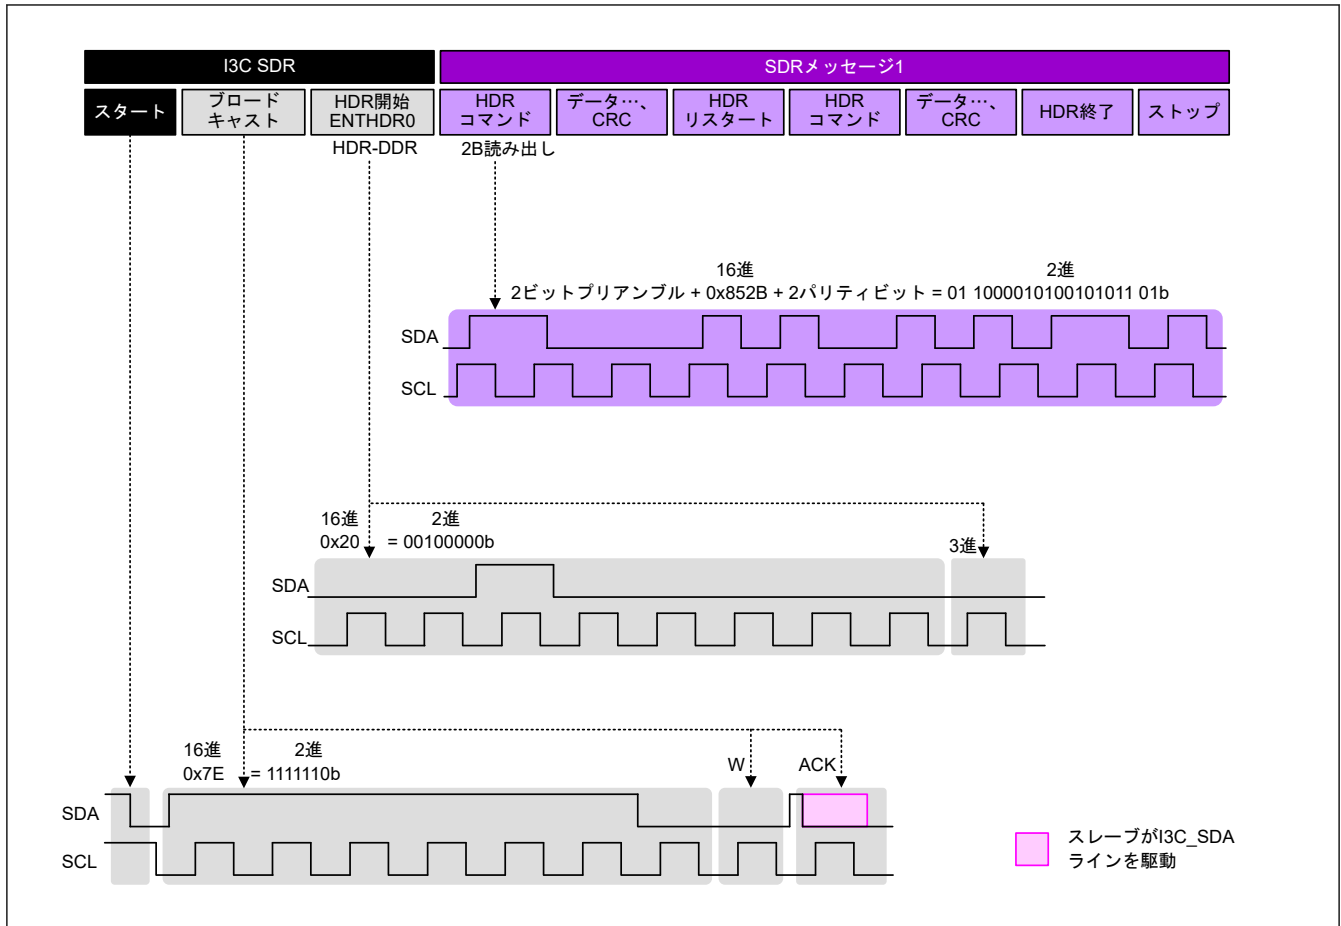 I3C SDR
SDRメッセージ1
スタート
ブロード
キャスト
HDR開始
ENTHDR0
HDR
コマンド
データ…、
CRC
HDR
リスタート
HDR
コマンド
データ…、
CRC
HDR終了
ストップ
HDR-DDR
2B読み出し
16進
2進
2ビットプリアンブル + 0x852B + 2パリティビット = 01 1000010100101011 01b
SDA
SCL
16進
2進
0x20 = 00100000b
3進
SDA
SCL
16進
2進
0x7E = 1111110b
W
ACK
SDA
SCL
スレーブがI3C_SDA
ラインを駆動